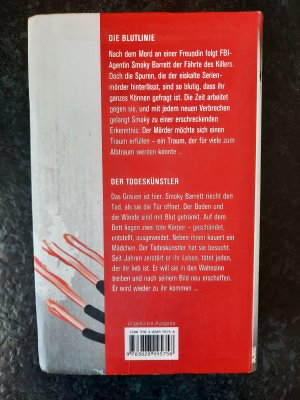 DIE BLUTLINIE
Nach dem Mord an einer Freundin folgt FBI-
Agentin Smoky Barrett der Fährte des Killers.
Doch die Spuren, die der eiskalte Serien-
mörder hinterlässt, sind so blutig, dass ihr
ganzes Können gefragt ist. Die Zeit arbeitet
gegen sie, und mit jedem neuen Verbrechen
gelangt Smoky zu einer erschreckenden
Erkenntnis: Der Mörder möchte sich einen
Traum erfüllen – ein Traum, der für viele zum
Albtraum werden könnte ...
DER TODESKÜNSTLER
Das Grauen ist hier. Smoky Barrett riecht den
Tod, als sie die Tür öffnet. Der Boden und
die Wände sind mit Blut getränkt. Auf dem
Bett liegen zwei tote Körper – geschändet,
entstellt, ausgeweidet. Neben ihnen kauert ein
Mädchen. Der Todeskünstler hat sie besucht.
Seit Jahren zerstört er ihr Leben, tötet jeden,
der ihr lieb ist. Er will sie in den Wahnsinn
treiben und nach seinem Bild neu erschaffen.
Er wird wieder zu ihr kommen ...
Ungekürzte Ausgabe
9783828995758